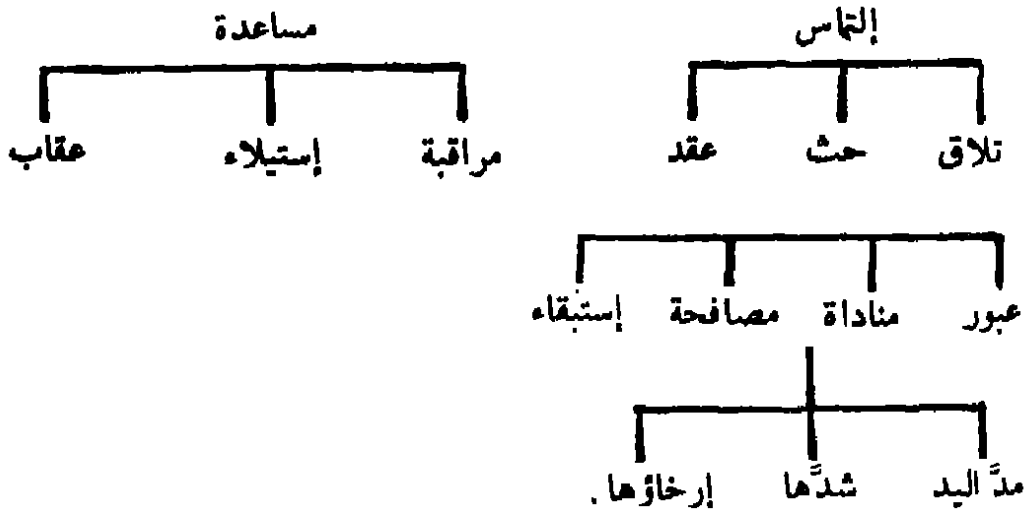 إلتماس مساعدة
تلاق حث عقد مراقبة إستيلاء عقاب
عبور مناداة مصافحة إستبقاء
مدَّ اليد شدَّها إرخاؤها .